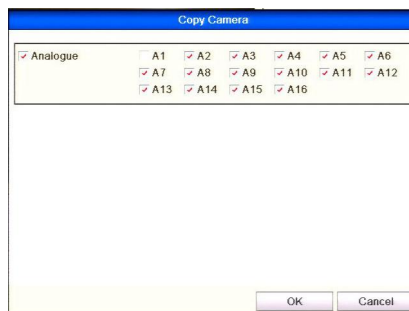 Copy Camera
Analogue A1 A2 A3 A4 A5 A6
A7 A8 A9 A10 A11 A12
A13 A14 A15 A16
OK Cancel